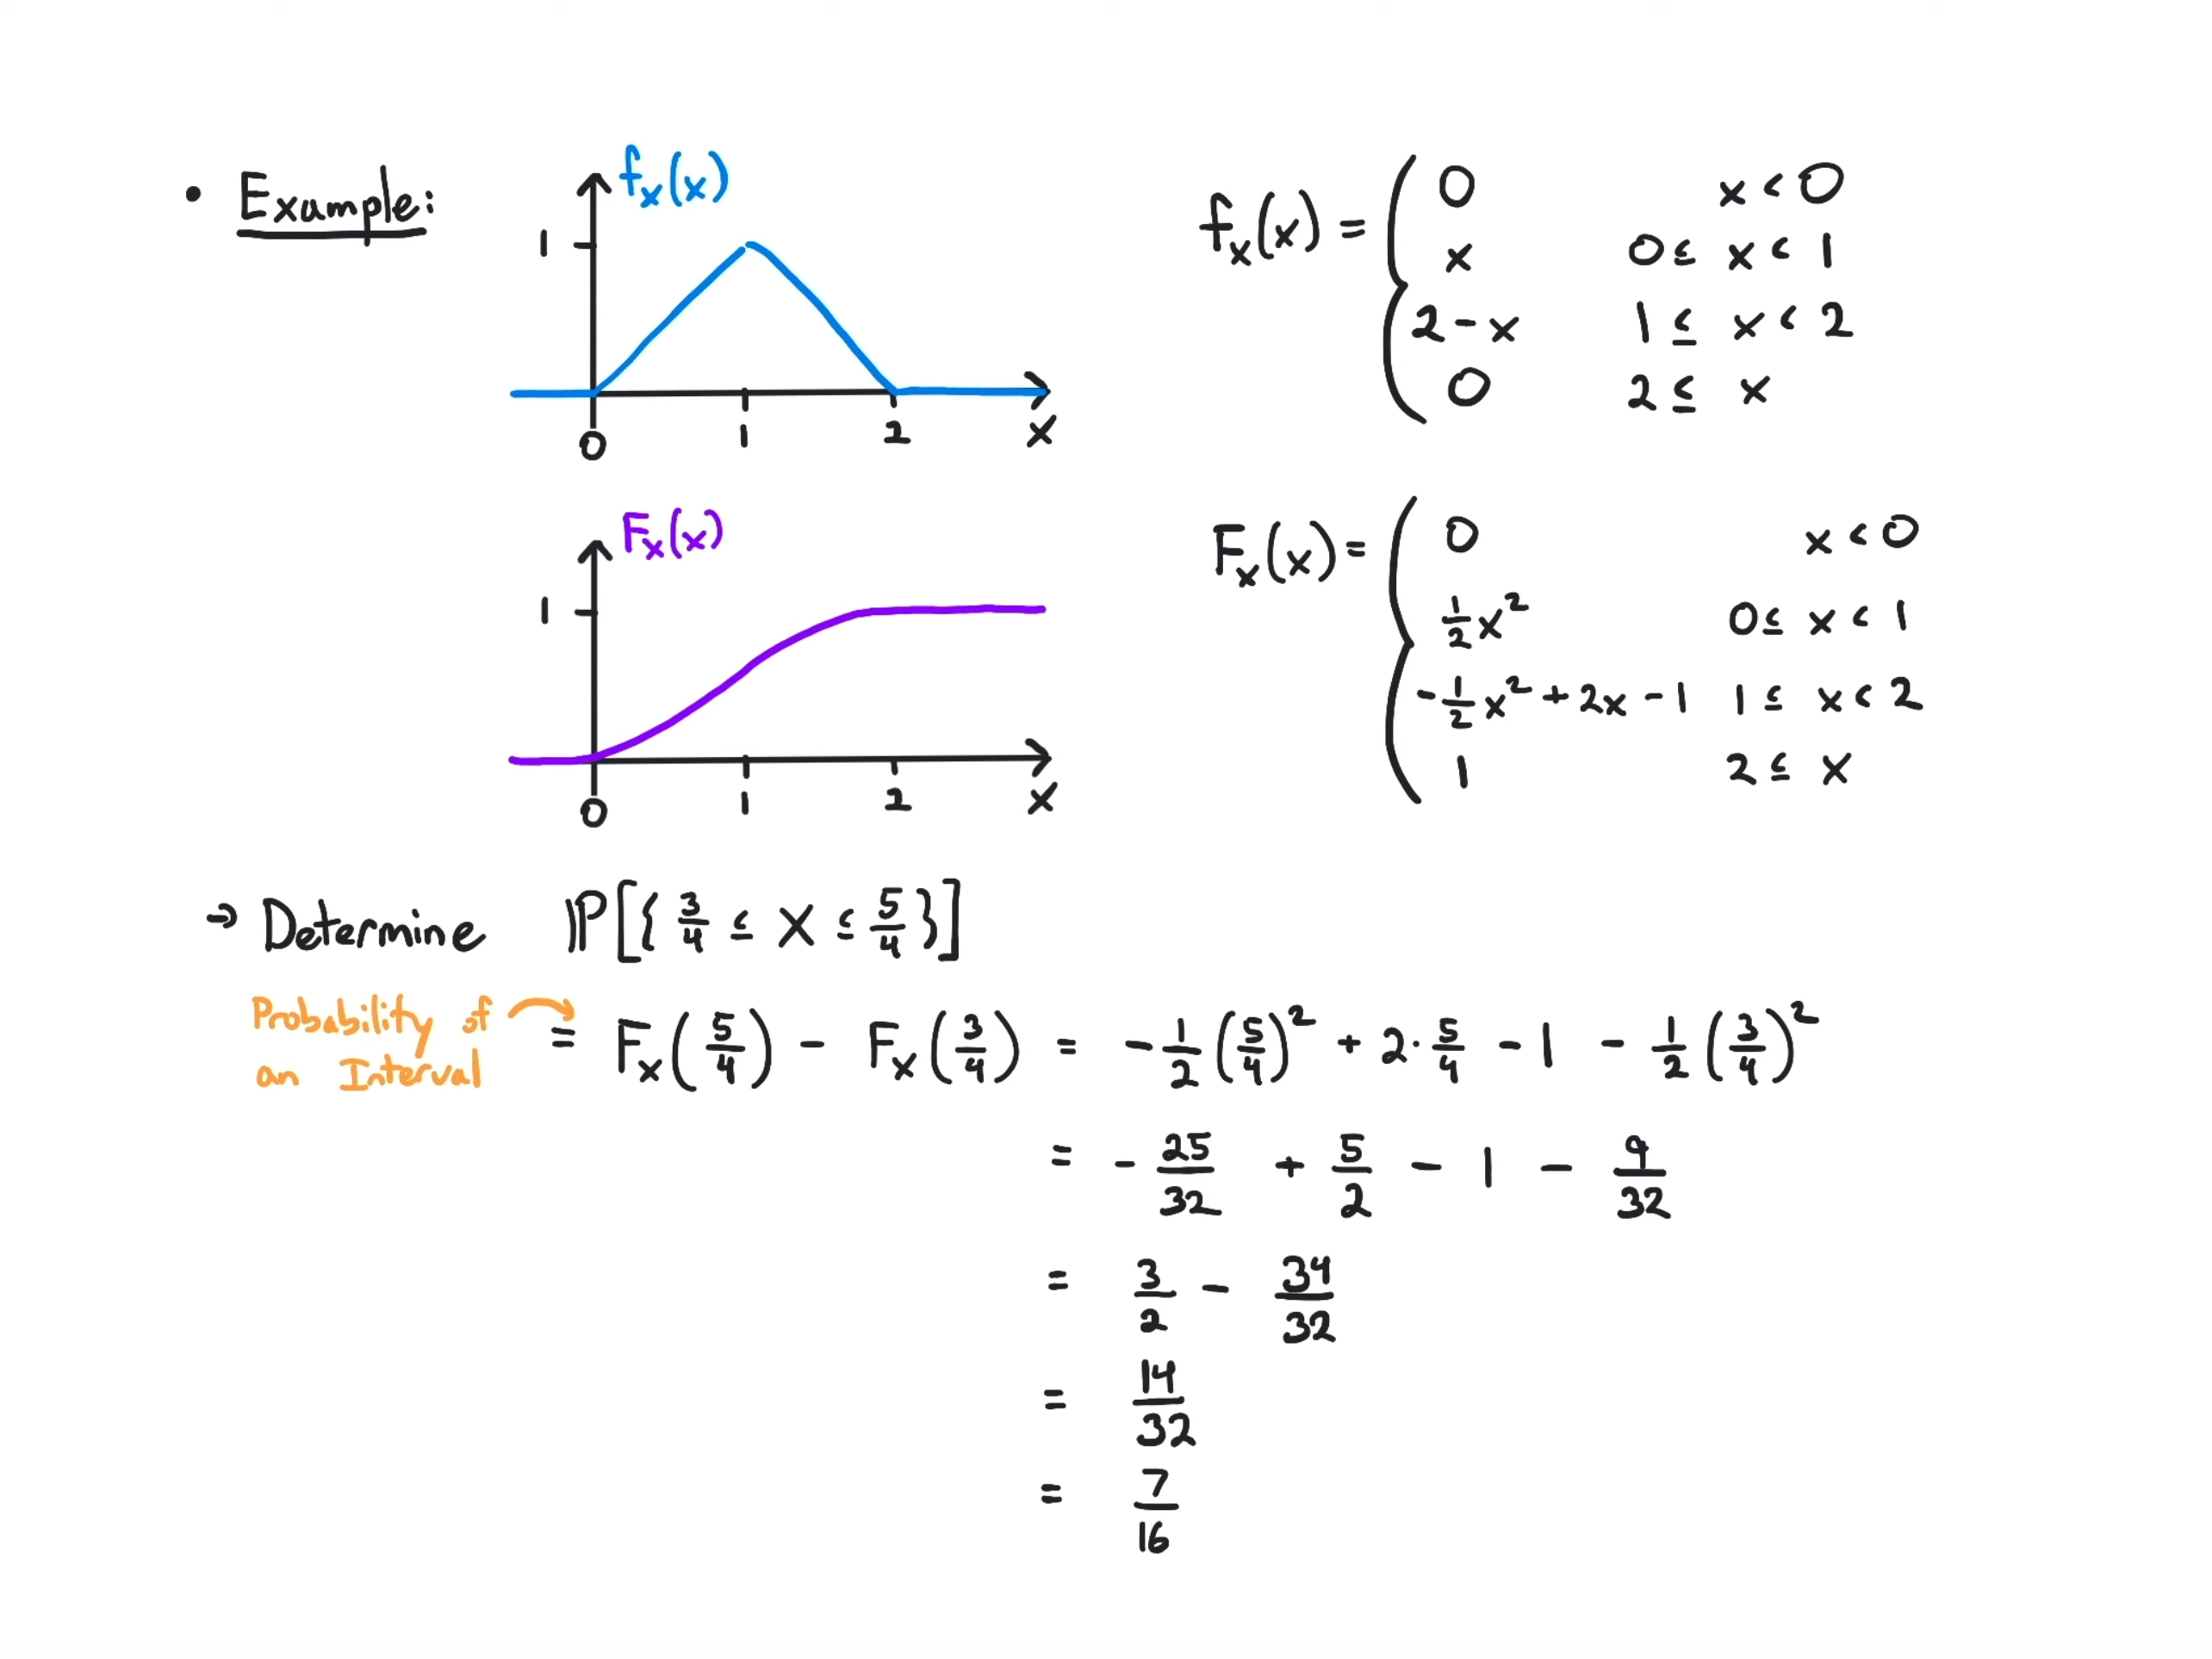 • Example:
fₓ(x)
1
0 1 2 x
fₓ(x) = { 0 x < 0
x 0 ≤ x < 1
2 - x 1 ≤ x < 2
0 2 ≤ x
Fₓ(x)
1
0 1 2 x
Fₓ(x) = { 0 x < 0
1/2 x² 0 ≤ x < 1
-1/2 x² + 2x - 1 1 ≤ x < 2
1 2 ≤ x
→ Determine ℙ[{3/4 ≤ X ≤ 5/4}]
Probability of
an Interval
= Fₓ(5/4) - Fₓ(3/4) = -1/2 (5/4)² + 2·5/4 - 1 - 1/2 (3/4)²
= - 25/32 + 5/2 - 1 - 9/32
= 3/2 - 34/32
= 14/32
= 7/16